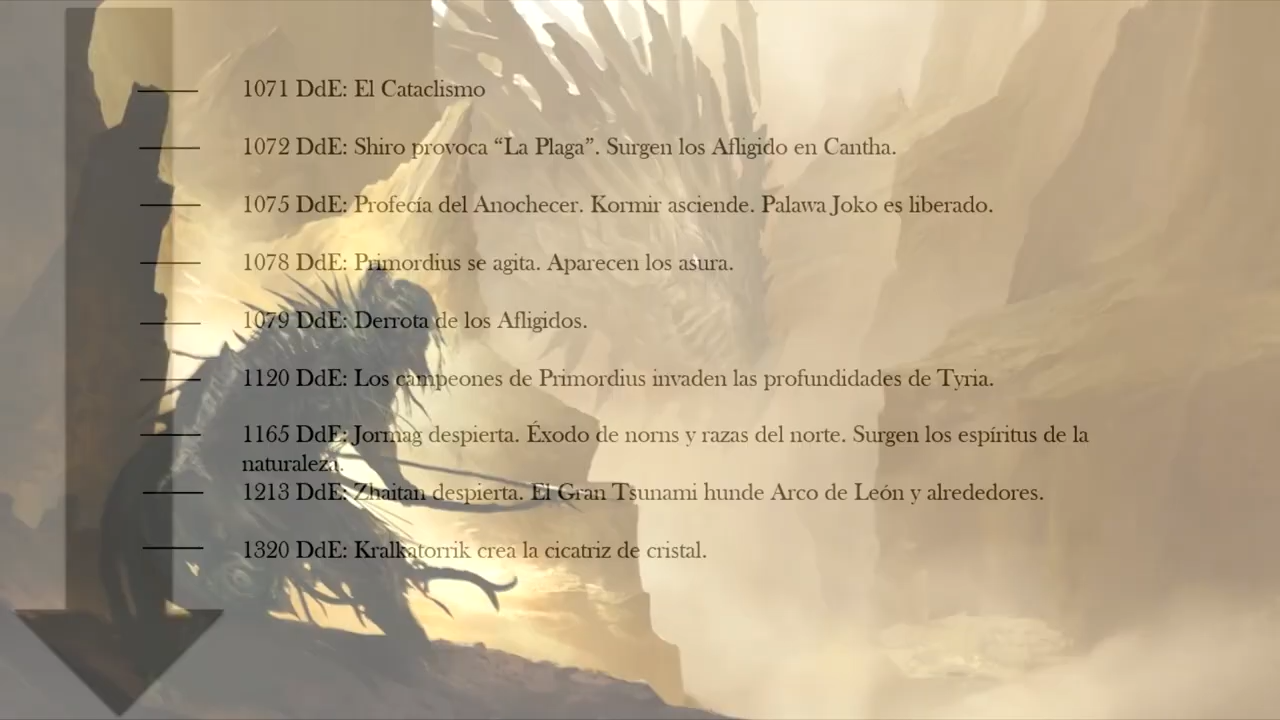 1071 DdE: El Cataclismo
1072 DdE: Shiro provoca “La Plaga”. Surgen los Afligido en Cantha.
1075 DdE: Profecía del Anochecer. Kormir asciende. Palawa Joko es liberado.
1078 DdE: Primordius se agita. Aparecen los asura.
1079 DdE: Derrota de los Afligidos.
1120 DdE: Los campeones de Primordius invaden las profundidades de Tyria.
1165 DdE: Jormag despierta. Éxodo de norns y razas del norte. Surgen los espíritus de la
naturaleza.
1213 DdE: Zhaitan despierta. El Gran Tsunami hunde Arco de León y alrededores.
1320 DdE: Kralkatorrik crea la cicatriz de cristal.